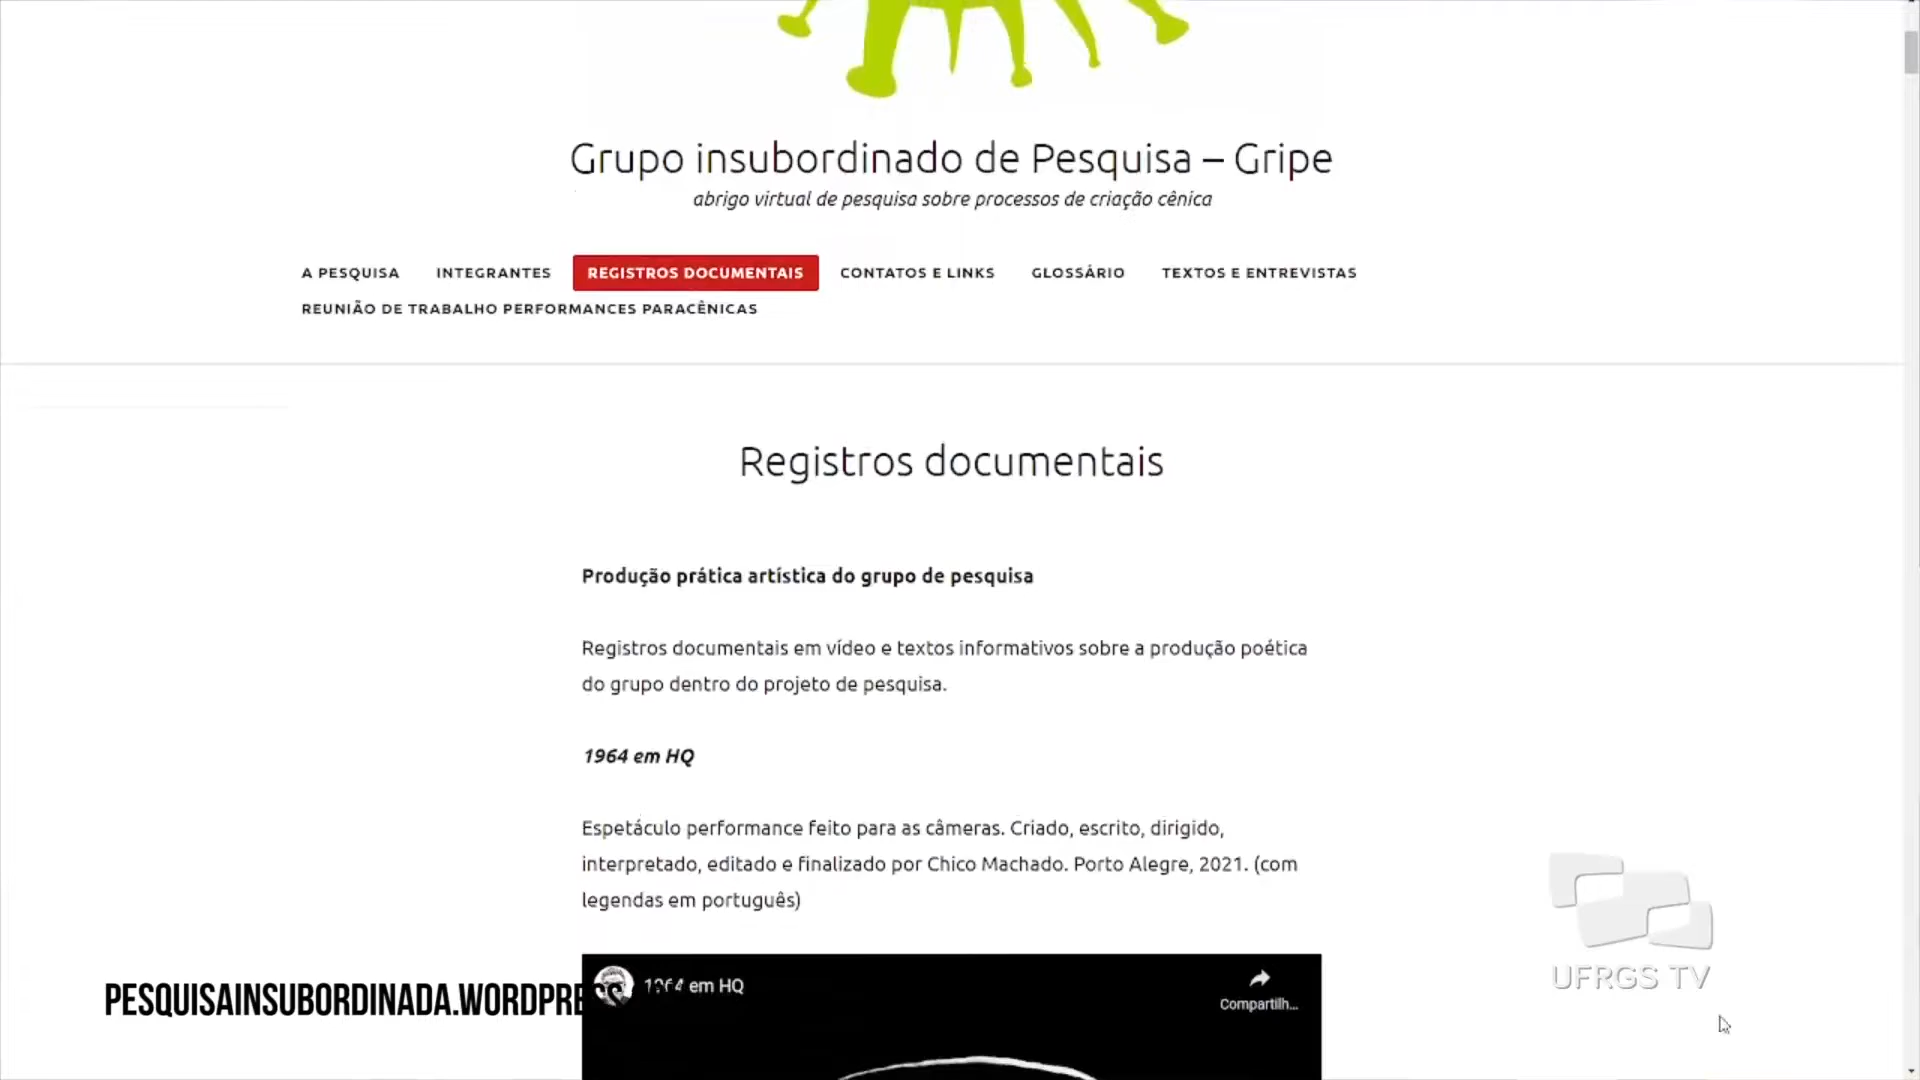 Grupo insubordinado de Pesquisa – Gripe
abrigo virtual de pesquisa sobre processos de criação cênica
A PESQUISA INTEGRANTES REGISTROS DOCUMENTAIS CONTATOS E LINKS GLOSSÁRIO TEXTOS E ENTREVISTAS
REUNIÃO DE TRABALHO PERFORMANCES PARACÊNICAS
Registros documentais
Produção prática artística do grupo de pesquisa
Registros documentais em vídeo e textos informativos sobre a produção poética
do grupo dentro do projeto de pesquisa.
1964 em HQ
Espetáculo performance feito para as câmeras. Criado, escrito, dirigido,
interpretado, editado e finalizado por Chico Machado. Porto Alegre, 2021. (com
legendas em português)
1964 em HQ
Compartilh...
UFRGS TV